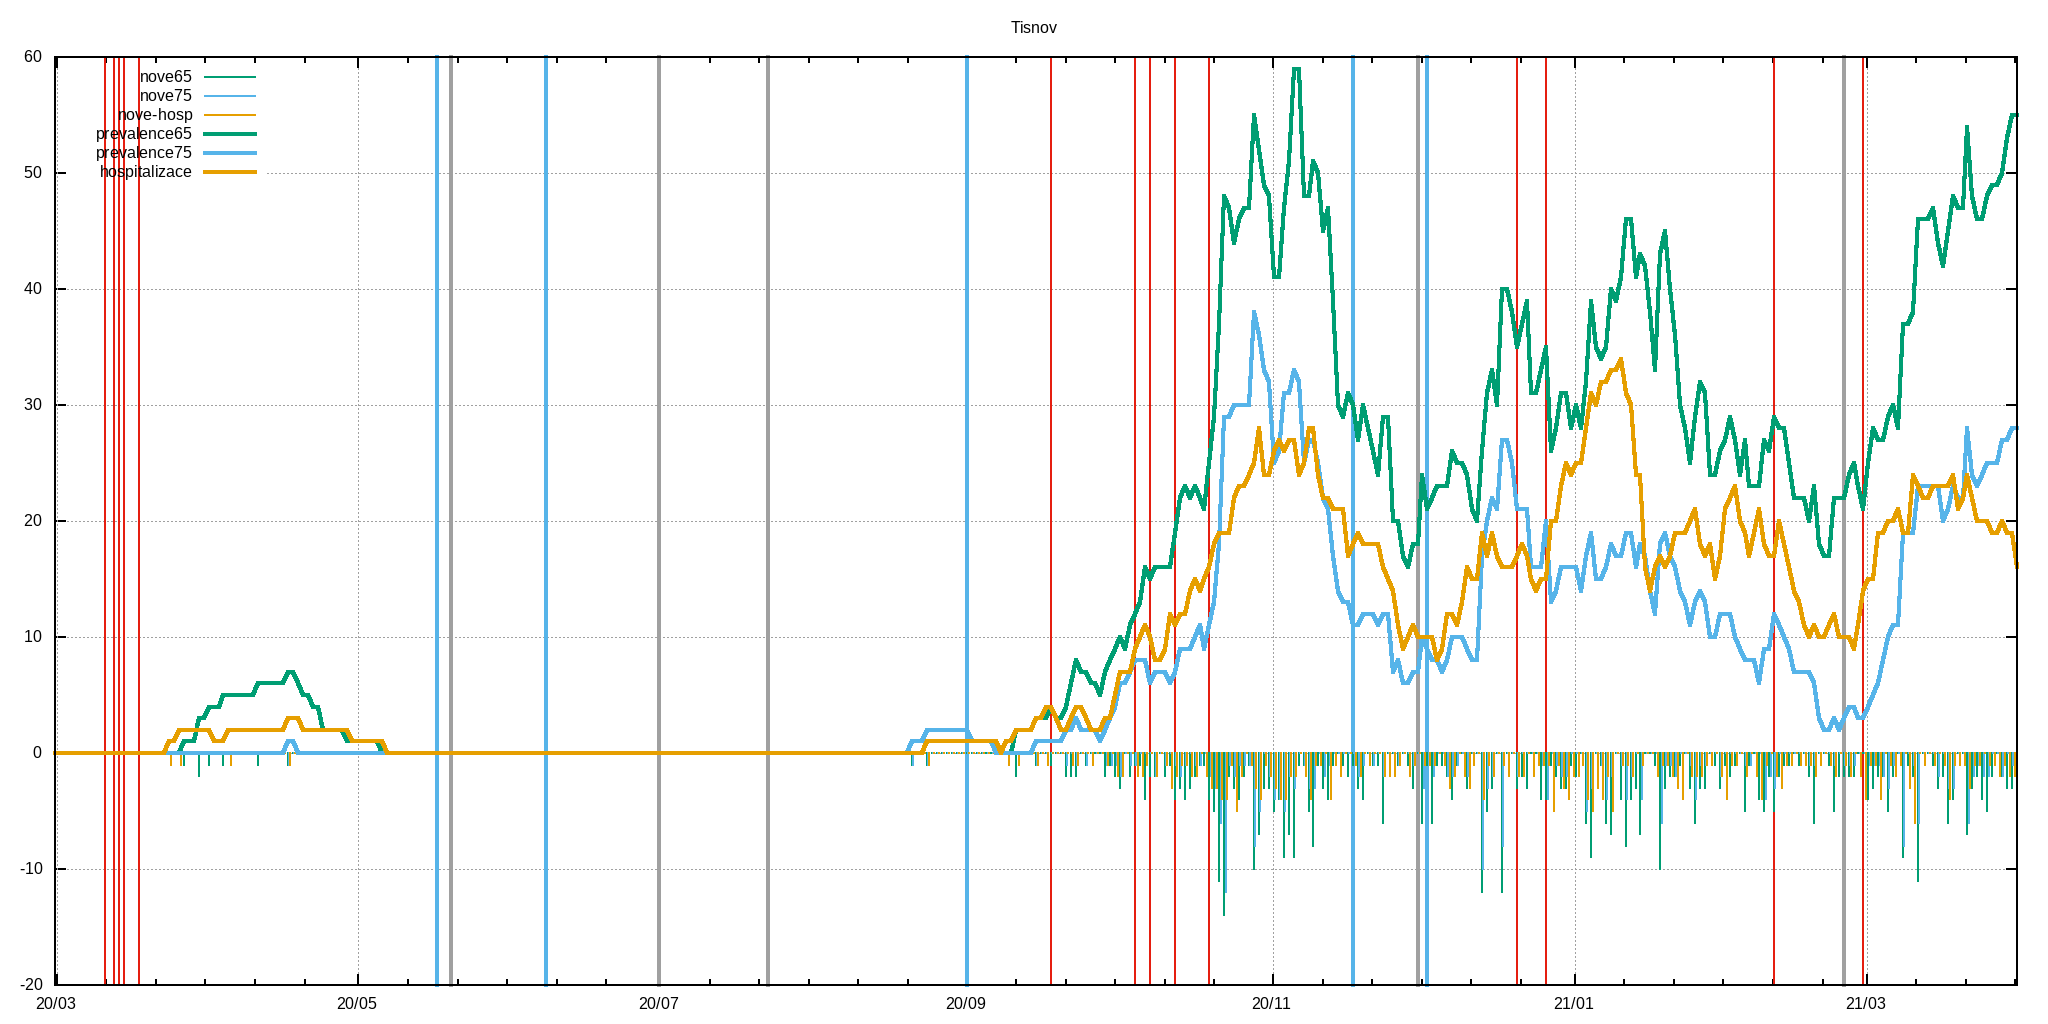 Tisnov
60
50
40
30
20
10
0
-10
-20
nove65
nove75
nove-hosp
prevalence65
prevalence75
hospitalizace
20/03 20/05 20/07 20/09 20/11 21/01 21/03